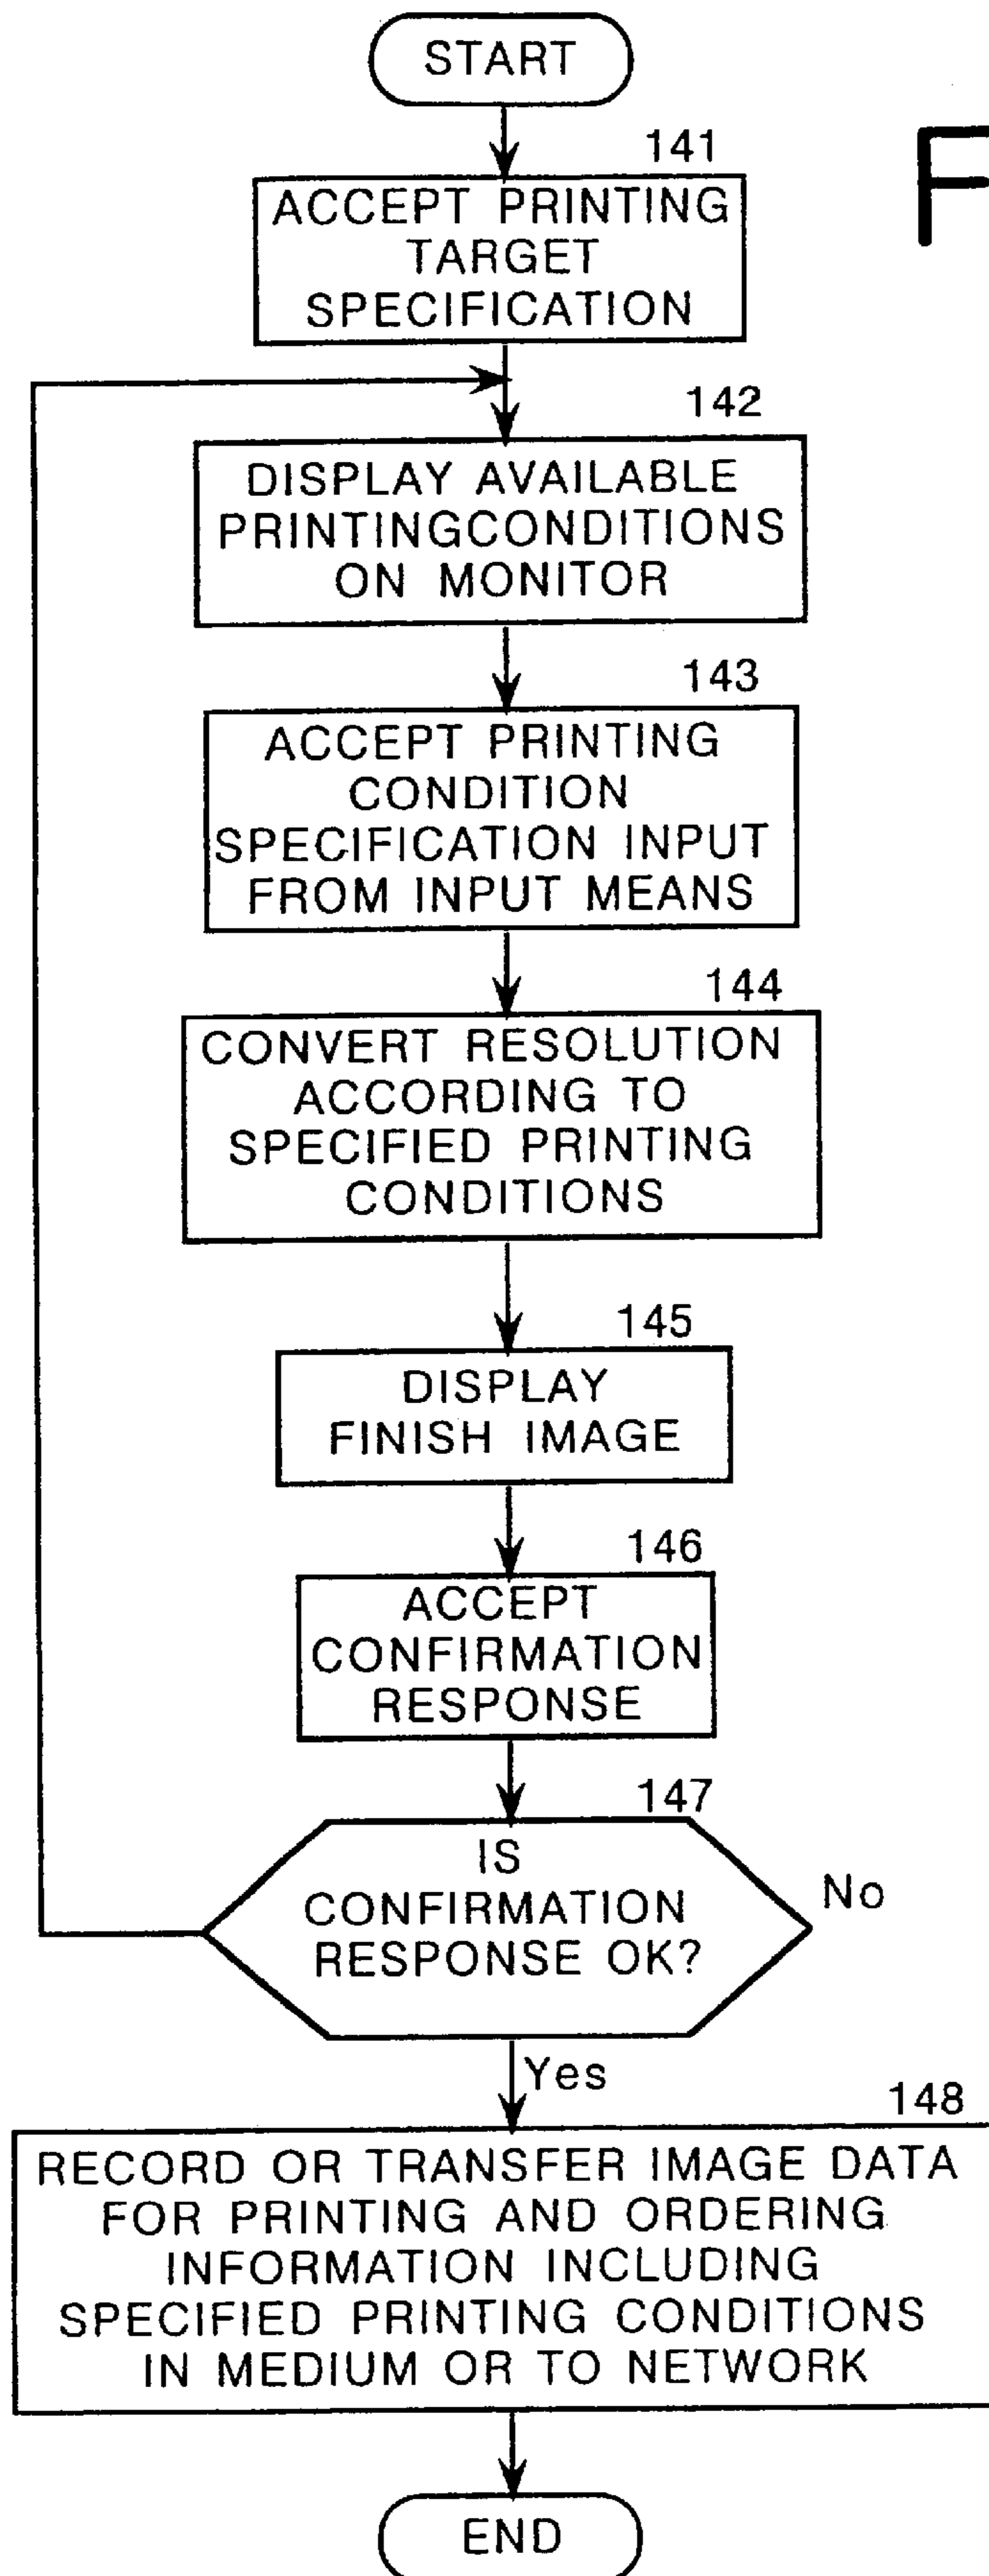 START
141
ACCEPT PRINTING
TARGET
SPECIFICATION
142
DISPLAY AVAILABLE
PRINTINGCONDITIONS
ON MONITOR
143
ACCEPT PRINTING
CONDITION
SPECIFICATION INPUT
FROM INPUT MEANS
144
CONVERT RESOLUTION
ACCORDING TO
SPECIFIED PRINTING
CONDITIONS
145
DISPLAY
FINISH IMAGE
146
ACCEPT
CONFIRMATION
RESPONSE
147
IS
CONFIRMATION
RESPONSE OK?
No
Yes
148
RECORD OR TRANSFER IMAGE DATA
FOR PRINTING AND ORDERING
INFORMATION INCLUDING
SPECIFIED PRINTING CONDITIONS
IN MEDIUM OR TO NETWORK
END